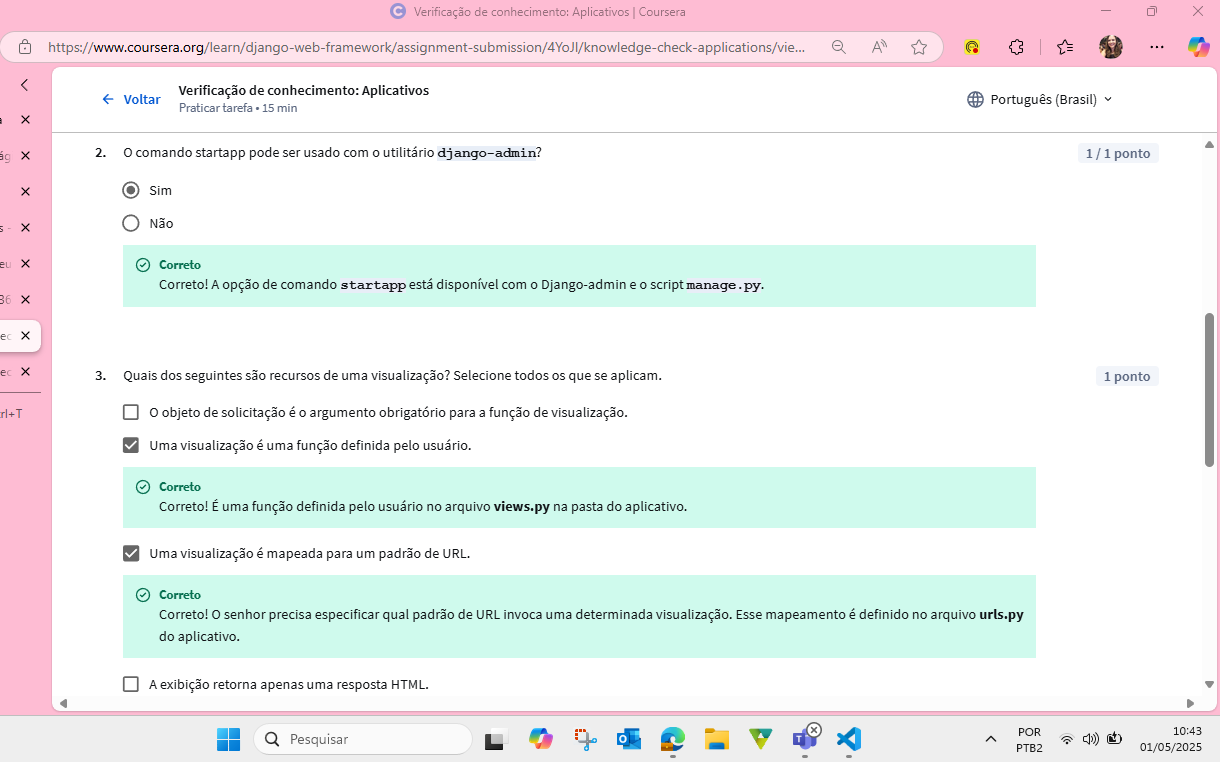 Verificação de conhecimento: Aplicativos | Coursera
https://www.coursera.org/learn/django-web-framework/assignment-submission/4YoJl/knowledge-check-applications/vie...
Voltar
Verificação de conhecimento: Aplicativos
Praticar tarefa • 15 min
Português (Brasil)
2. O comando startapp pode ser usado com o utilitário django-admin?
1 / 1 ponto
Sim
Não
Correto
Correto! A opção de comando startapp está disponível com o Django-admin e o script manage.py.
3. Quais dos seguintes são recursos de uma visualização? Selecione todos os que se aplicam.
1 ponto
O objeto de solicitação é o argumento obrigatório para a função de visualização.
Uma visualização é uma função definida pelo usuário.
Correto
Correto! É uma função definida pelo usuário no arquivo views.py na pasta do aplicativo.
Uma visualização é mapeada para um padrão de URL.
Correto
Correto! O senhor precisa especificar qual padrão de URL invoca uma determinada visualização. Esse mapeamento é definido no arquivo urls.py
do aplicativo.
A exibição retorna apenas uma resposta HTML.
Pesquisar
POR
PTB2
10:43
01/05/2025